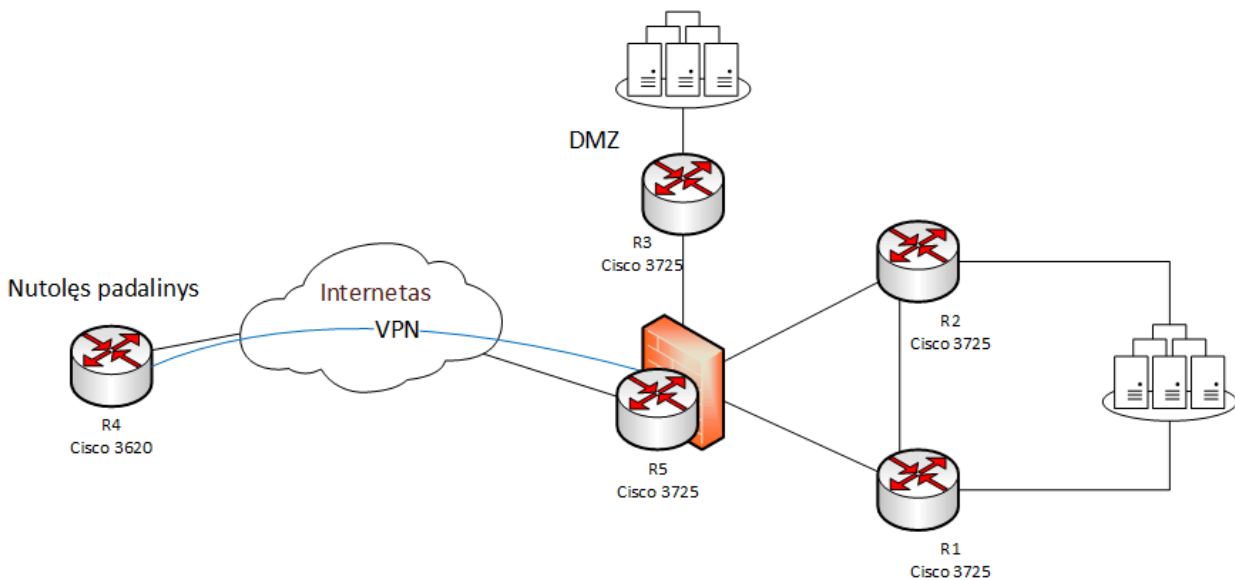 DMZ
R3
Cisco 3725
Nutolęs padalinys
Internetas
VPN
R2
Cisco 3725
R4
Cisco 3620
R5
Cisco 3725
R1
Cisco 3725